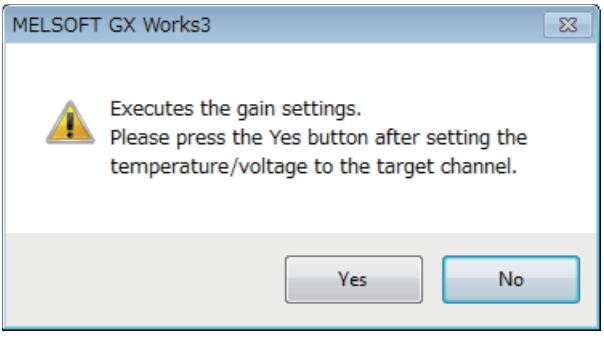 MELSOFT GX Works3
Executes the gain settings.
Please press the Yes button after setting the
temperature/voltage to the target channel.
Yes
No